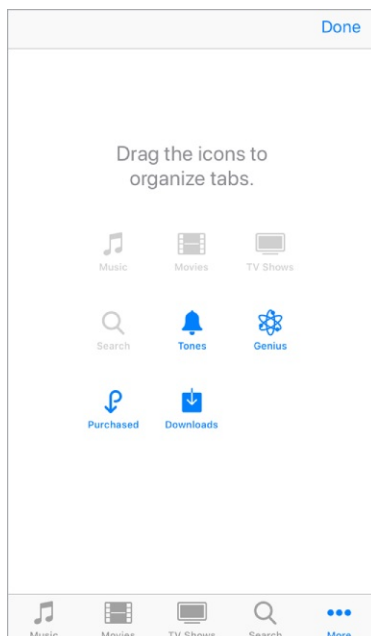 Done
Drag the icons to
organize tabs.
Music Movies TV Shows
Search Tones Genius
Purchased Downloads
Music Movies TV Shows Search More